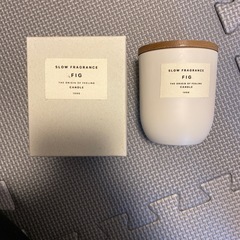 SLOW FRAGRANCE
FIG
THE ORIGIN OF FEELING
CANDLE
SLOW FRAGRANCE
FIG
THE ORIGIN OF FEELING
CANDLE